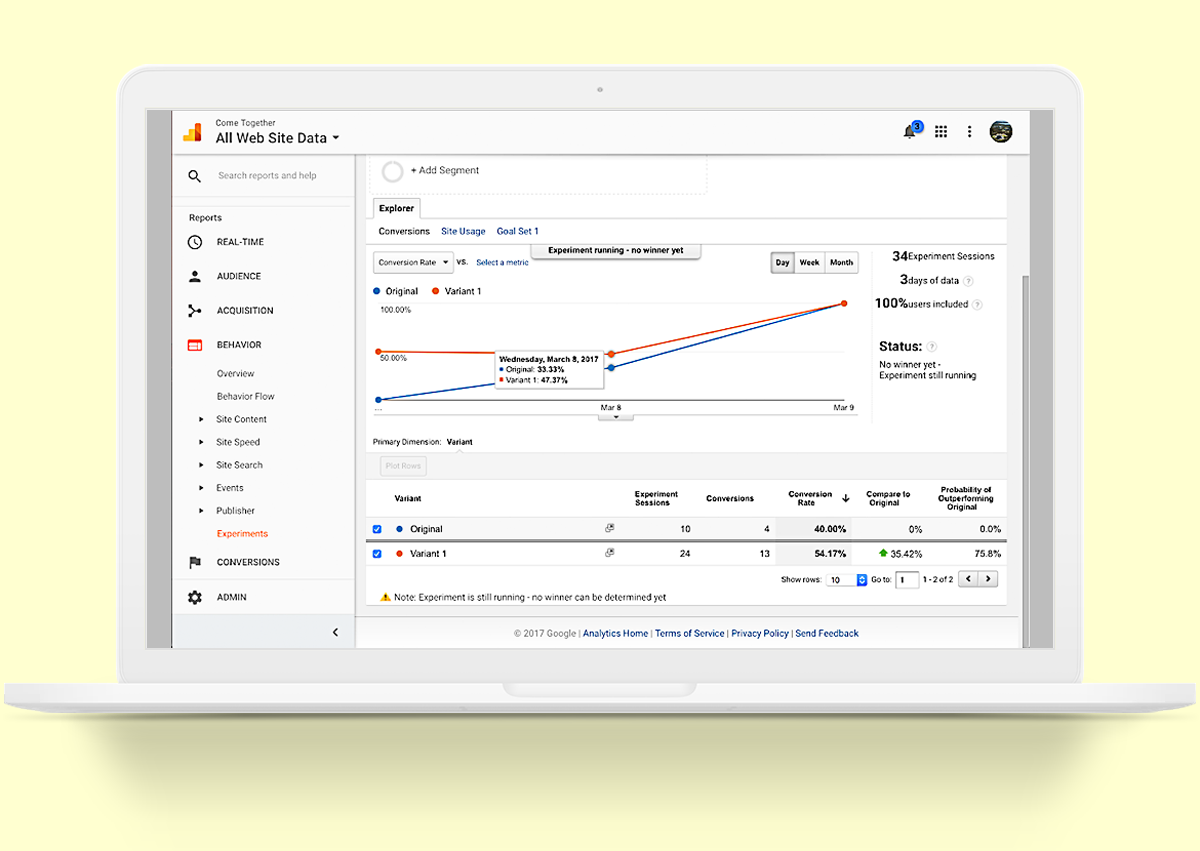 Come Together
All Web Site Data
3
Search reports and help
Reports
REAL-TIME
AUDIENCE
ACQUISITION
BEHAVIOR
Overview
Behavior Flow
Site Content
Site Speed
Site Search
Events
Publisher
Experiments
CONVERSIONS
ADMIN
+ Add Segment
Explorer
Conversions Site Usage Goal Set 1
Experiment running - no winner yet
Conversion Rate VS. Select a metric
Day Week Month
Original Variant 1
100.00%
50.00%
Wednesday, March 8, 2017
Original: 33.33%
Variant 1: 47.37%
... Mar 8 Mar 9
34 Experiment Sessions
3 days of data ?
100% users included ?
Status: ?
No winner yet -
Experiment still running
Primary Dimension: Variant
Plot Rows
Variant Experiment Sessions Conversions Conversion Rate Compare to Original Probability of Outperforming Original
Original 10 4 40.00% 0% 0.0%
Variant 1 24 13 54.17% 35.42% 75.8%
Show rows: 10 Go to: 1 1 - 2 of 2
Note: Experiment is still running - no winner can be determined yet
© 2017 Google | Analytics Home | Terms of Service | Privacy Policy | Send Feedback